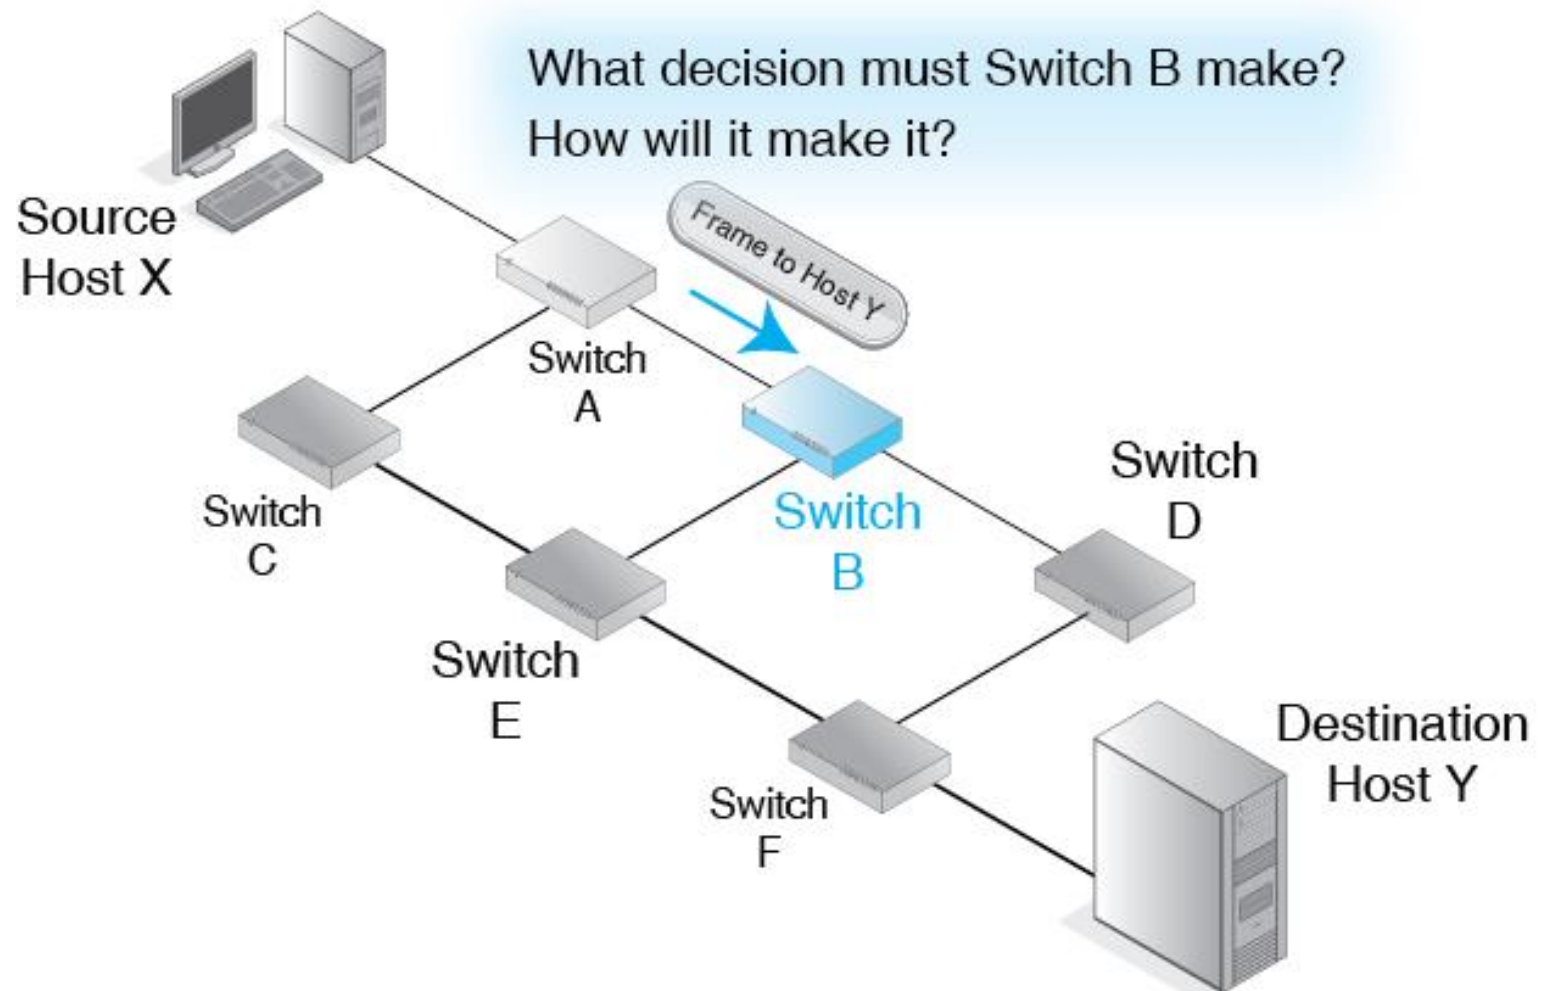 What decision must Switch B make?
How will it make it?
Source
Host X
Frame to Host Y
Switch
A
Switch
B
Switch
C
Switch
D
Switch
E
Switch
F
Destination
Host Y